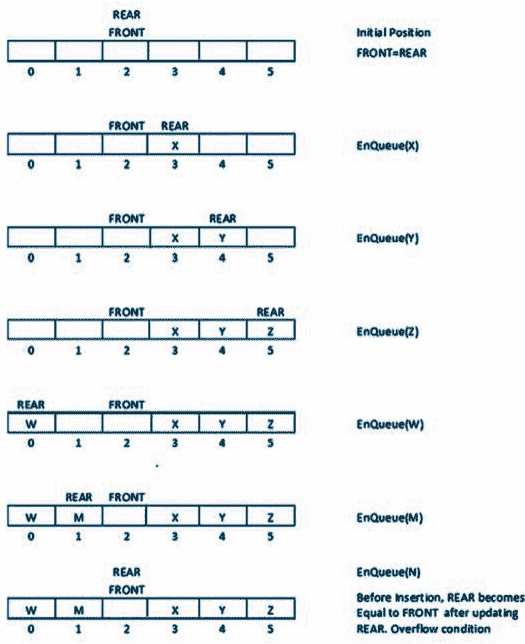 REAR
FRONT
Initial Position
FRONT=REAR
0 1 2 3 4 5
FRONT REAR
X
EnQueue(X)
0 1 2 3 4 5
FRONT REAR
X Y
EnQueue(Y)
0 1 2 3 4 5
FRONT REAR
X Y Z
EnQueue(Z)
0 1 2 3 4 5
REAR FRONT
W X Y Z
EnQueue(W)
0 1 2 3 4 5
REAR FRONT
W M X Y Z
EnQueue(M)
0 1 2 3 4 5
REAR
EnQueue(N)
FRONT
Before Insertion, REAR becomes
W M X Y Z
Equal to FRONT after updating
0 1 2 3 4 5
REAR. Overflow condition